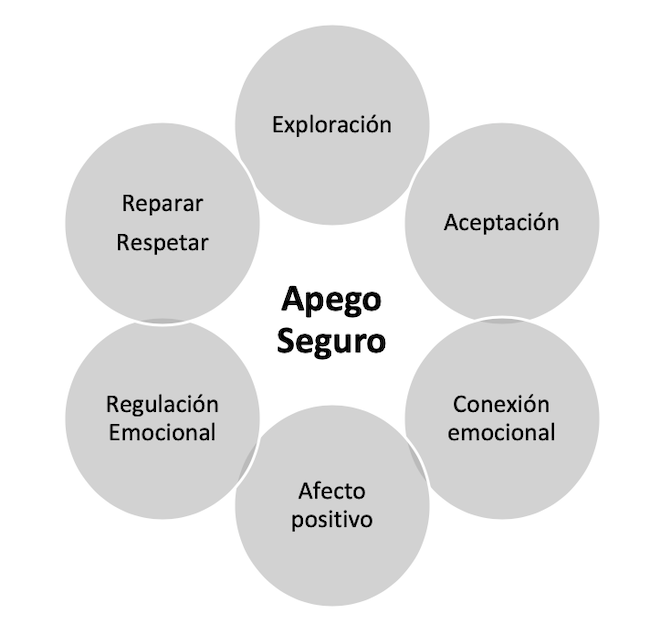 Exploración
Reparar
Respetar
Aceptación
Apego
Seguro
Regulación
Emocional
Conexión
emocional
Afecto
positivo